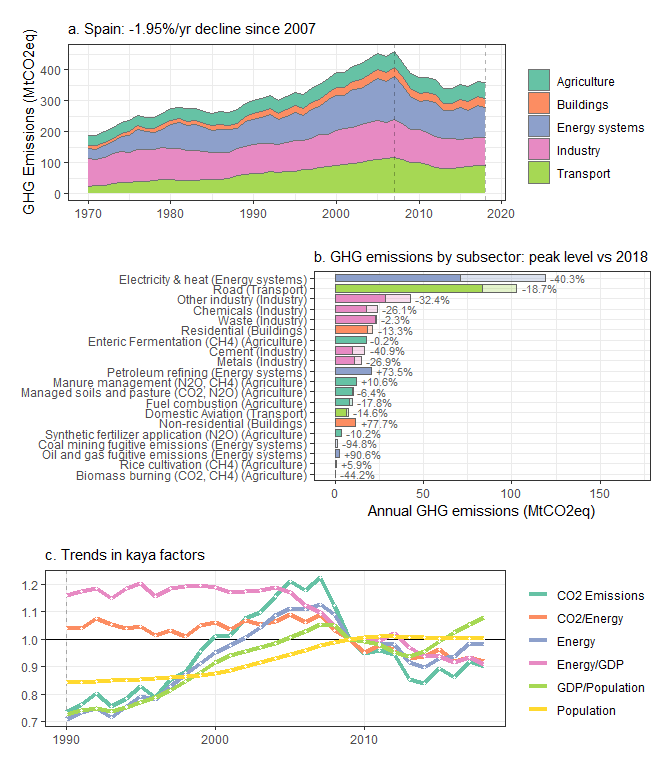 a. Spain: -1.95%/yr decline since 2007
GHG Emissions (MtCO2eq)
400
300
200
100
0
1970
1980
1990
2000
2010
2020
Agriculture
Buildings
Energy systems
Industry
Transport
b. GHG emissions by subsector: peak level vs 2018
Electricity & heat (Energy systems) -40.3%
Road (Transport) -18.7%
Other industry (Industry) -32.4%
Chemicals (Industry) -26.1%
Waste (Industry) -2.3%
Residential (Buildings) -13.3%
Enteric Fermentation (CH4) (Agriculture) -0.2%
Cement (Industry) -40.9%
Metals (Industry) -26.9%
Petroleum refining (Energy systems) +73.5%
Manure management (N2O, CH4) (Agriculture) +10.6%
Managed soils and pasture (CO2, N2O) (Agriculture) -6.4%
Fuel combustion (Agriculture) -17.8%
Domestic Aviation (Transport) -14.6%
Non-residential (Buildings) +77.7%
Synthetic fertilizer application (N2O) (Agriculture) -10.2%
Coal mining fugitive emissions (Energy systems) -94.8%
Oil and gas fugitive emissions (Energy systems) +90.6%
Rice cultivation (CH4) (Agriculture) +5.9%
Biomass burning (CO2, CH4) (Agriculture) -44.2%
0
50
100
150
Annual GHG emissions (MtCO2eq)
c. Trends in kaya factors
1.2
1.1
1.0
0.9
0.8
0.7
1990
2000
2010
CO2 Emissions
CO2/Energy
Energy
Energy/GDP
GDP/Population
Population